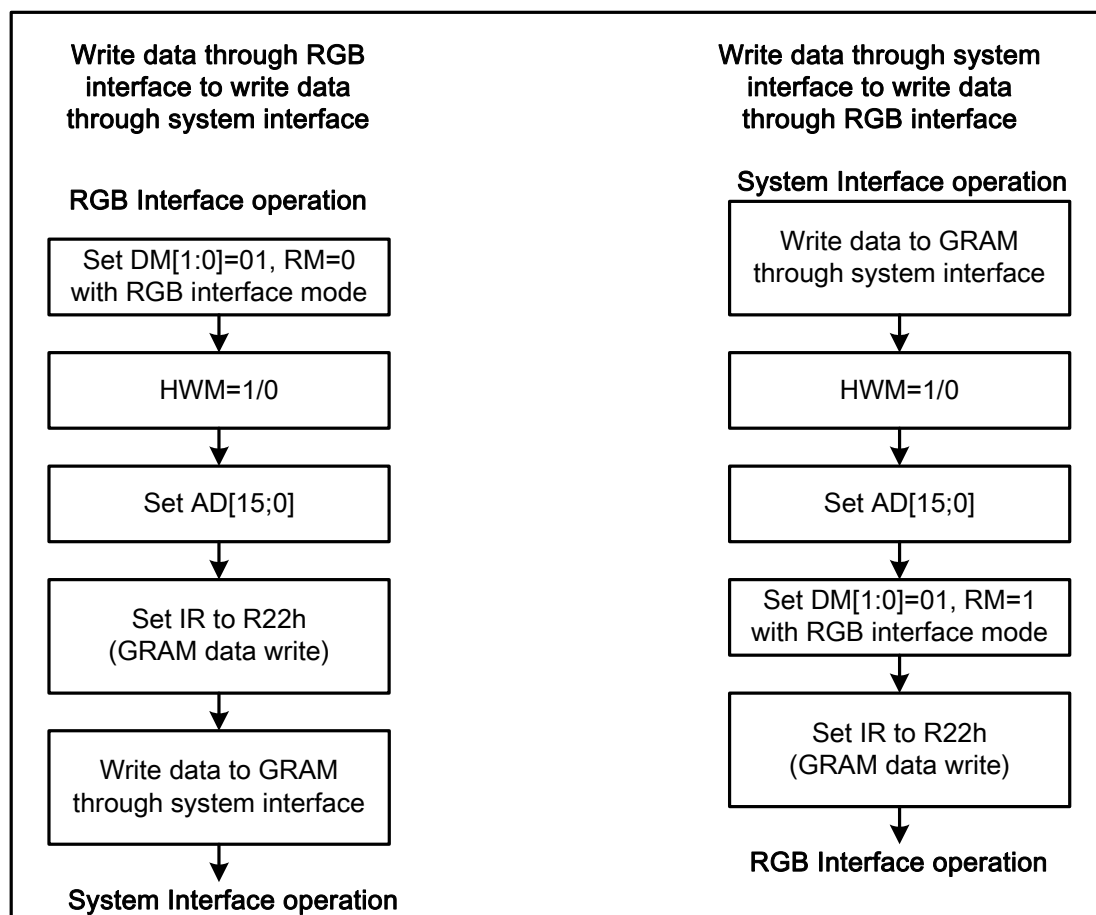 Write data through RGB
interface to write data
through system interface
RGB Interface operation
Set DM[1:0]=01, RM=0
with RGB interface mode
HWM=1/0
Set AD[15;0]
Set IR to R22h
(GRAM data write)
Write data to GRAM
through system interface
System Interface operation
Write data through system
interface to write data
through RGB interface
System Interface operation
Write data to GRAM
through system interface
HWM=1/0
Set AD[15;0]
Set DM[1:0]=01, RM=1
with RGB interface mode
Set IR to R22h
(GRAM data write)
RGB Interface operation